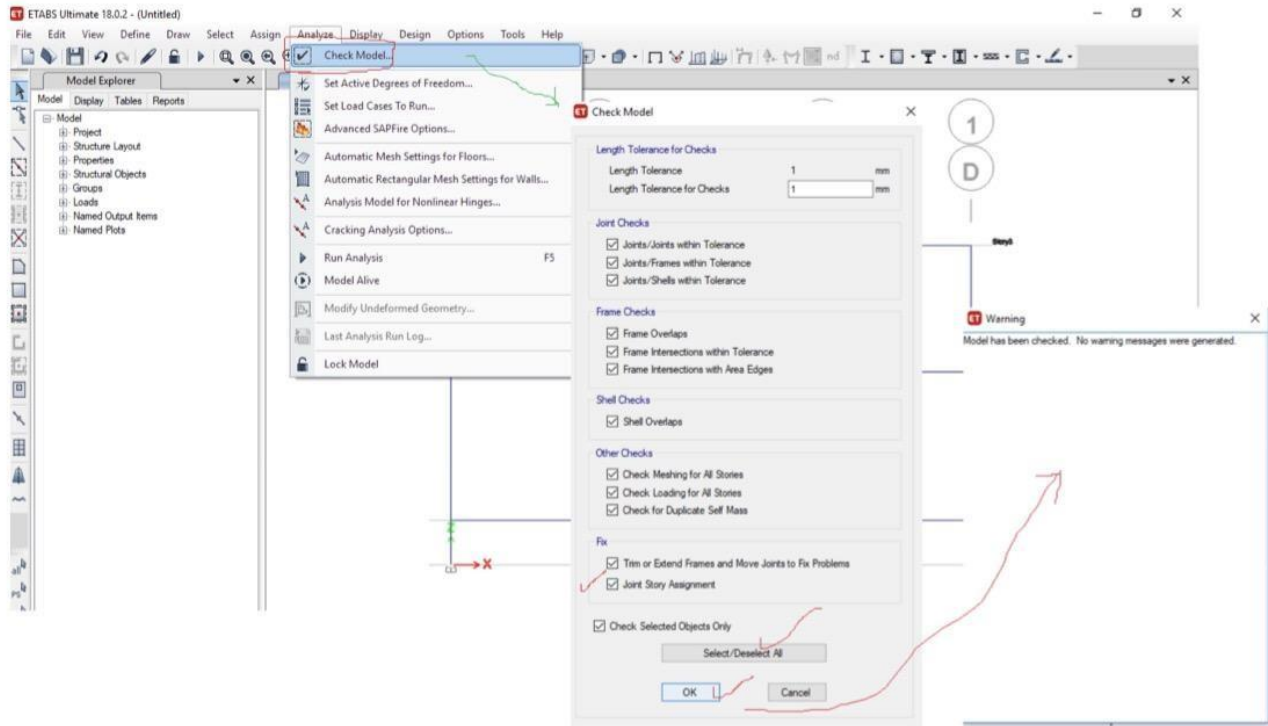 ETABS Ultimate 18.0.2 - (Untitled)
File Edit View Define Draw Select Assign Analyze Display Design Options Tools Help
Model Explorer
Model Display Tables Reports
Model
Project
Structure Layout
Properties
Structural Objects
Groups
Loads
Named Output Items
Named Plots
Check Model...
Set Active Degrees of Freedom...
Set Load Cases To Run...
Advanced SAPFire Options...
Automatic Mesh Settings for Floors...
Automatic Rectangular Mesh Settings for Walls...
Analysis Model for Nonlinear Hinges...
Cracking Analysis Options...
Run Analysis F5
Model Alive
Modify Undeformed Geometry...
Last Analysis Run Log...
Lock Model
Check Model
Length Tolerance for Checks
Length Tolerance 1 mm
Length Tolerance for Checks 1 mm
Joint Checks
Joints/Joints within Tolerance
Joints/Frames within Tolerance
Joints/Shells within Tolerance
Frame Checks
Frame Overlaps
Frame Intersections within Tolerance
Frame Intersections with Area Edges
Shell Checks
Shell Overlaps
Other Checks
Check Meshing for All Stories
Check Loading for All Stories
Check for Duplicate Self Mass
Fix
Trim or Extend Frames and Move Joints to Fix Problems
Joint Story Assignment
Check Selected Objects Only
Select/Deselect All
OK Cancel
1
D
Warning
Model has been checked. No warning messages were generated.
Z
X
all
PS